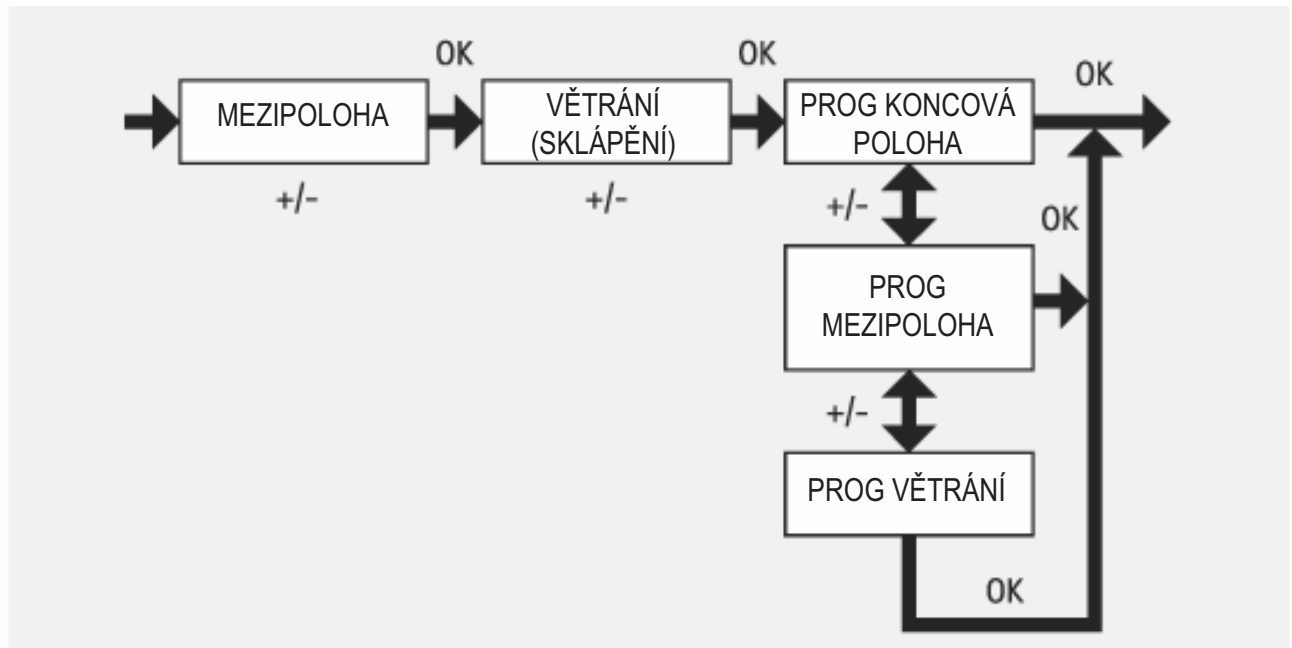 OK
OK
OK
MEZIPOLOHA
VĚTRÁNÍ
(SKLÁPĚNÍ)
PROG KONCOVÁ
POLOHA
+/-
+/-
+/-
OK
PROG
MEZIPOLOHA
+/-
PROG VĚTRÁNÍ
OK